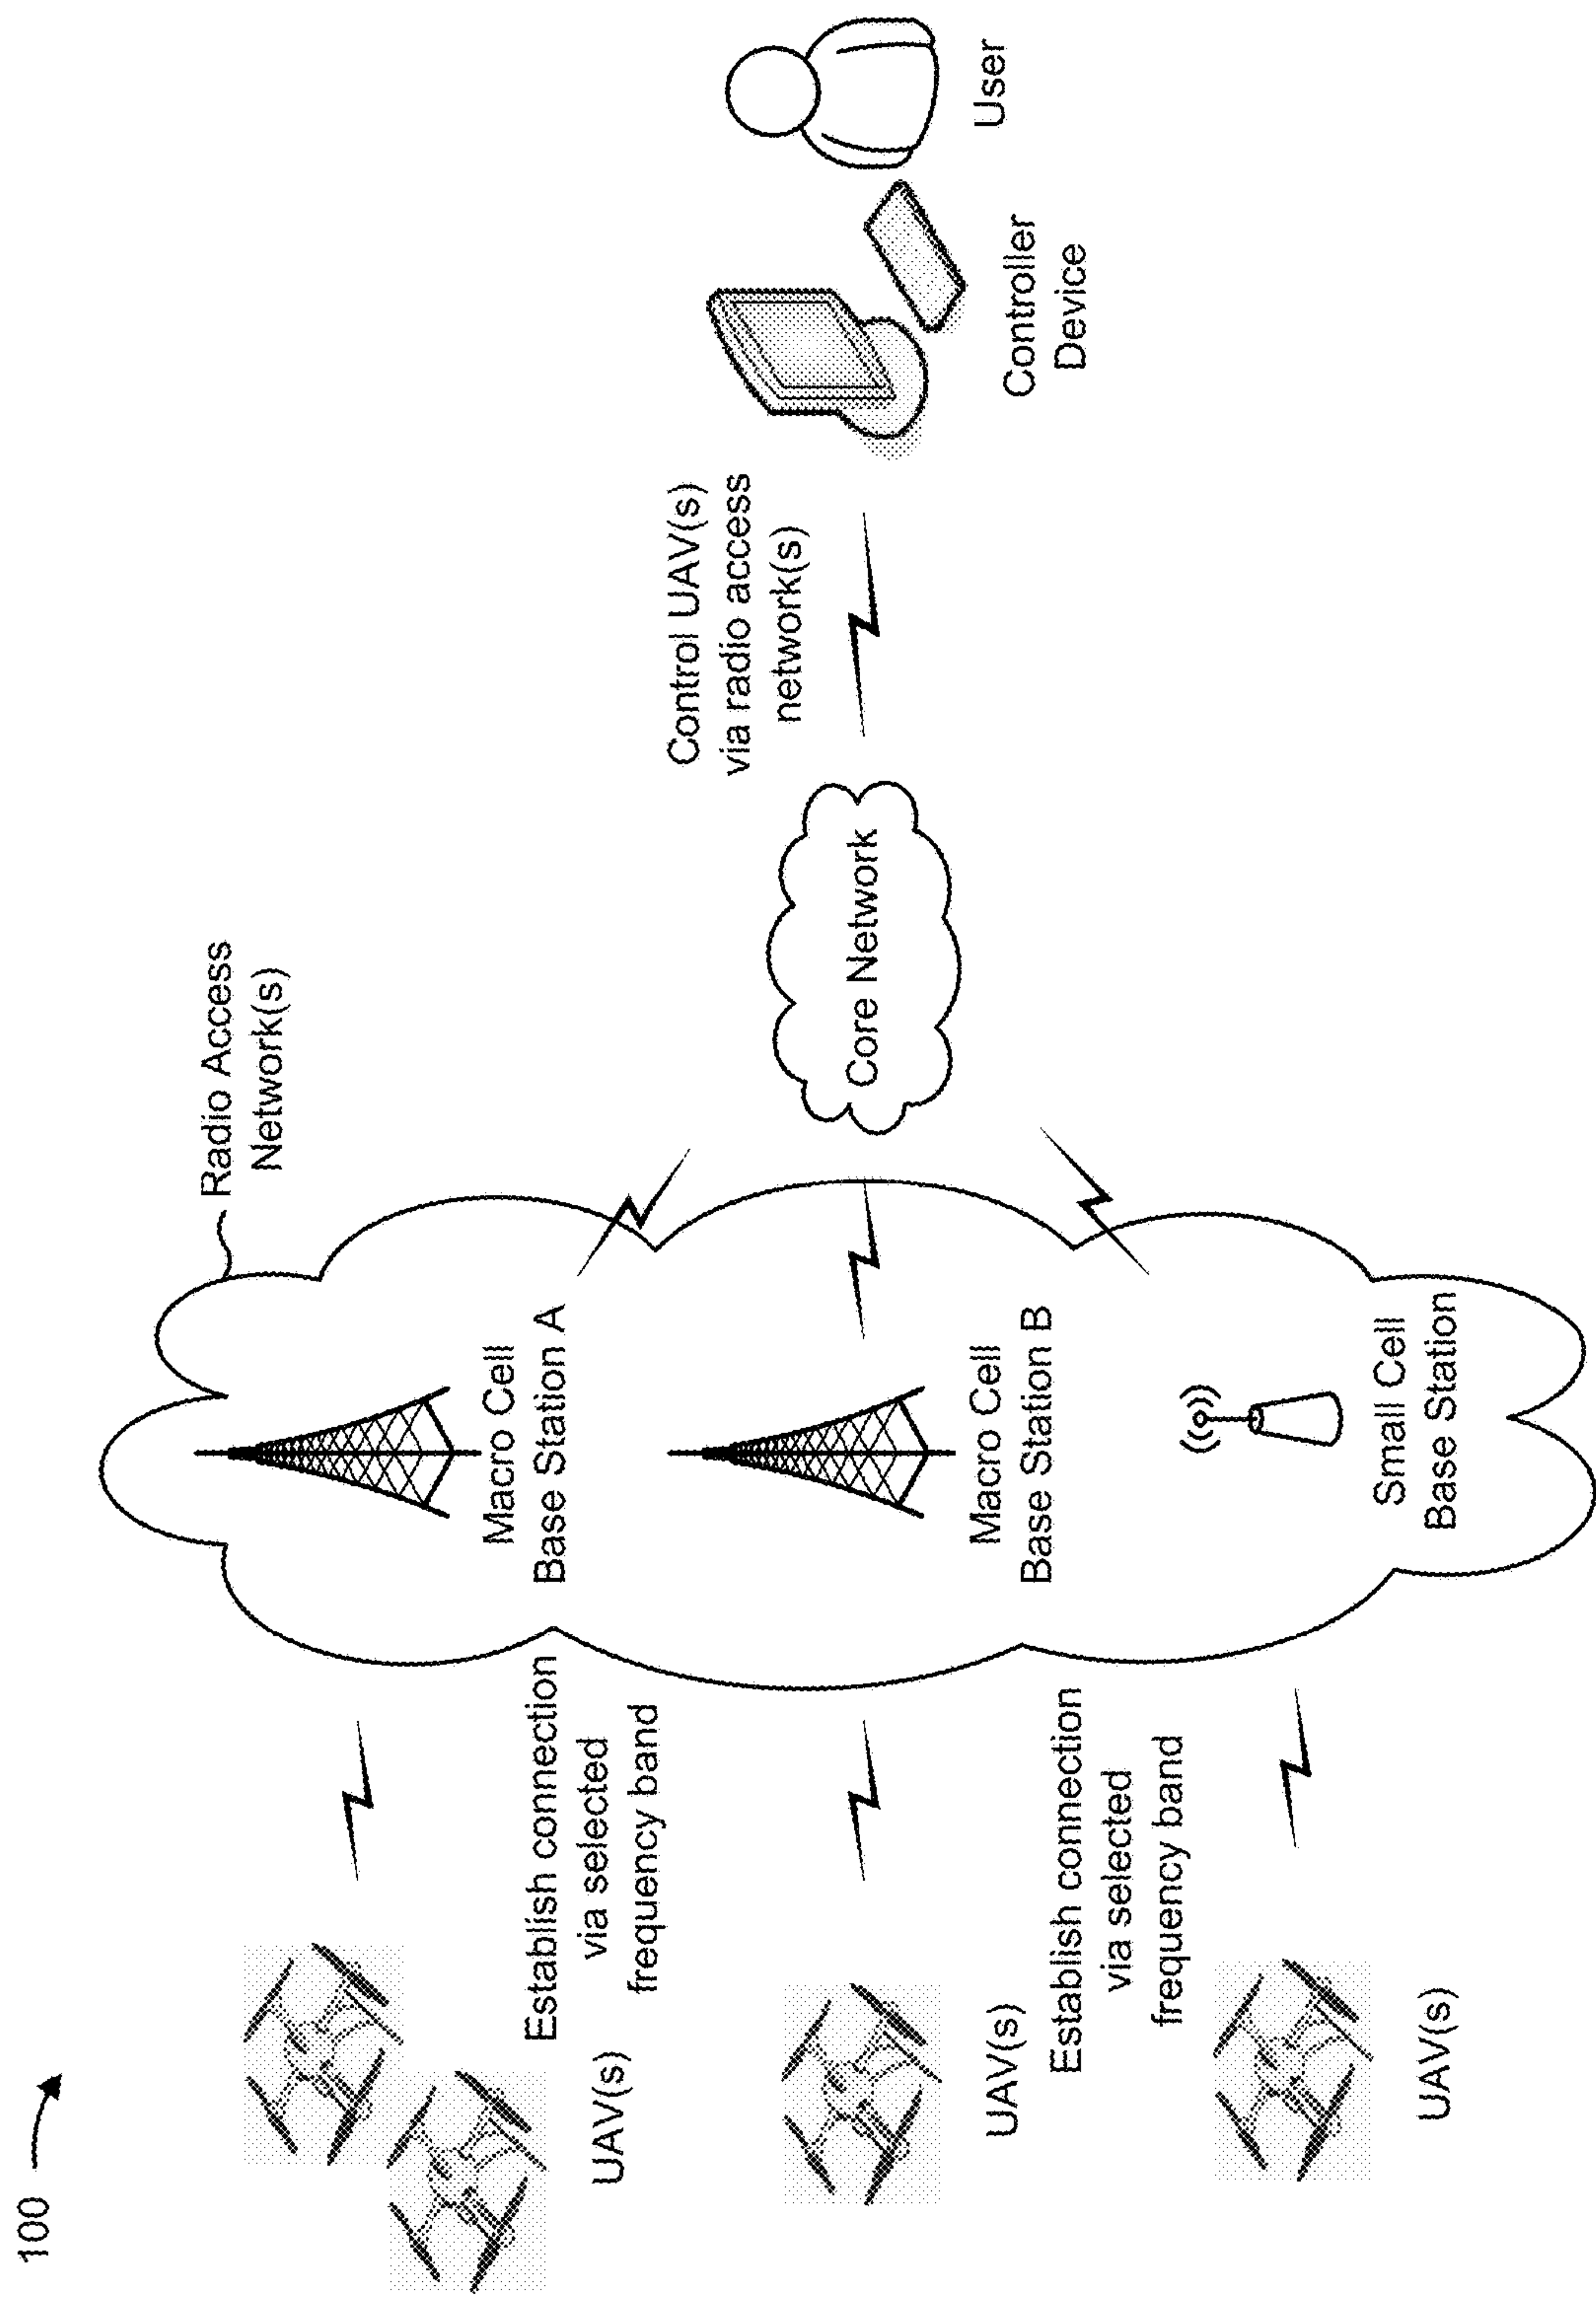 100
Radio Access
Network(s)
Macro Cell
Base Station A
Establish connection
via selected
frequency band
UAV(s)
Control UAV(s)
via radio access
network(s)
Core Network
User
Controller
Device
Macro Cell
Base Station B
UAV(s)
Establish connection
via selected
frequency band
Small Cell
Base Station
UAV(s)